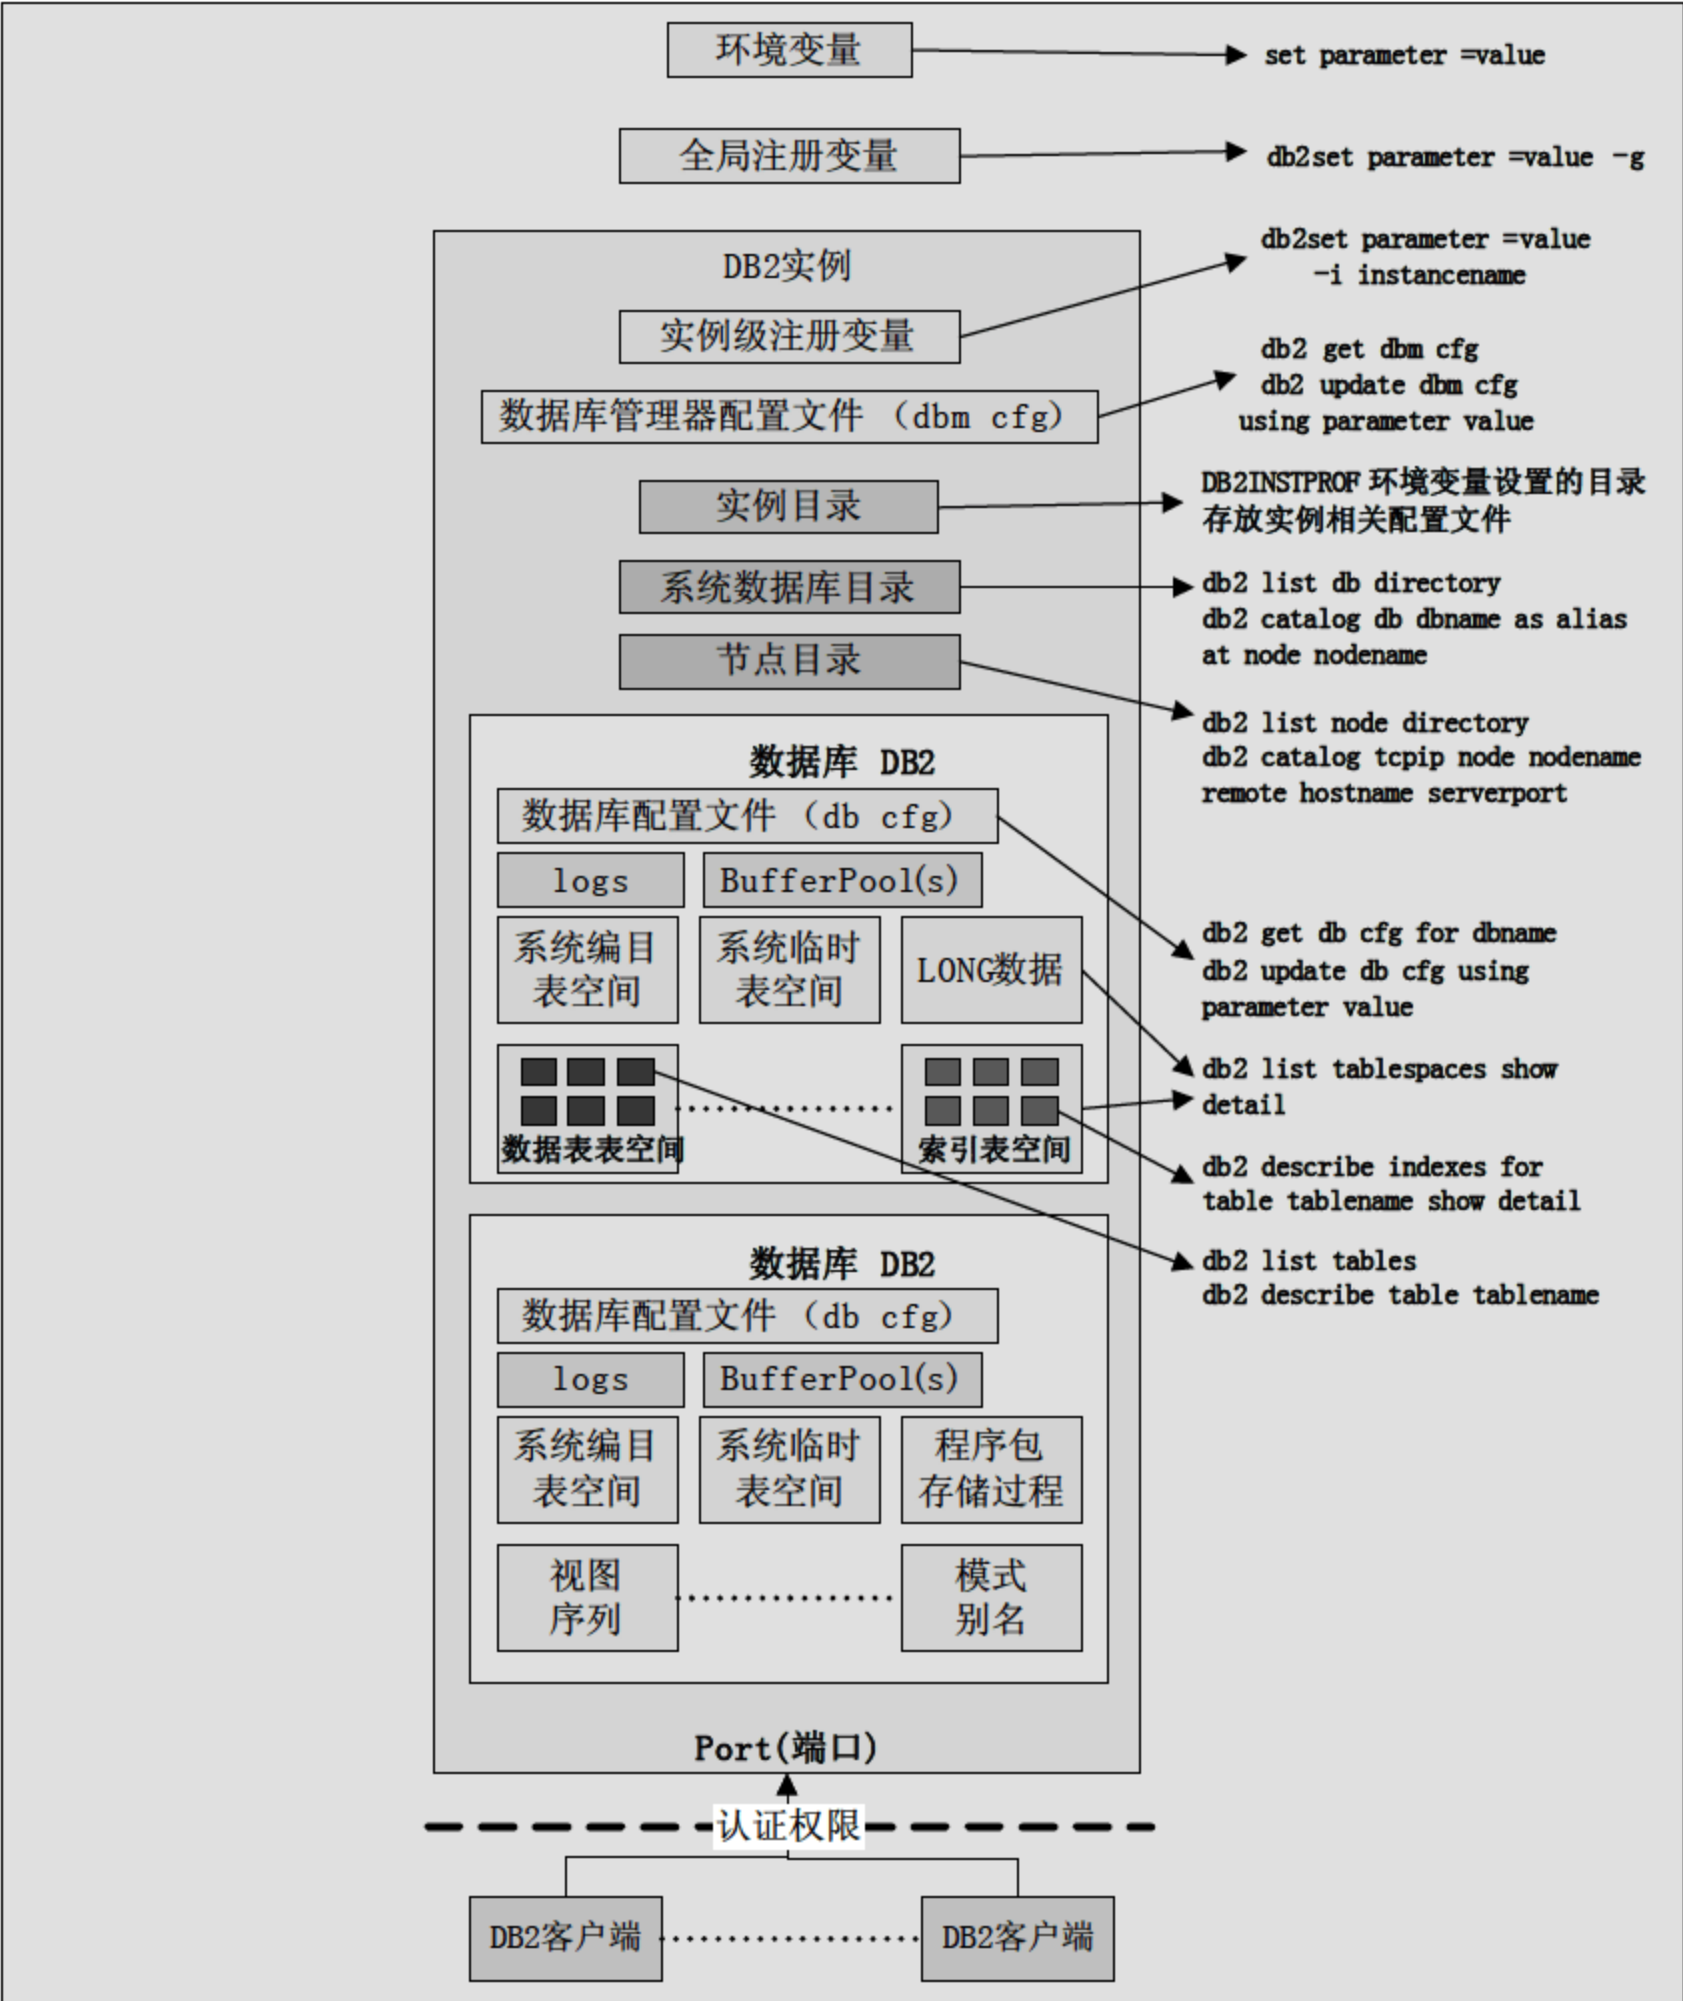 环境变量
set parameter =value
全局注册变量
db2set parameter =value -g
DB2实例
实例级注册变量
db2set parameter =value
-i instancename
数据库管理器配置文件 （dbm cfg）
db2 get dbm cfg
db2 update dbm cfg
using parameter value
实例目录
DB2INSTPROF 环境变量设置的目录
存放实例相关配置文件
系统数据库目录
db2 list db directory
db2 catalog db dbname as alias
at node nodename
节点目录
db2 list node directory
db2 catalog tcpip node nodename
remote hostname serverport
数据库 DB2
数据库配置文件 （db cfg）
db2 get db cfg for dbname
db2 update db cfg using
parameter value
logs
BufferPool(s)
系统编目
表空间
系统临时
表空间
LONG数据
db2 list tablespaces show
detail
数据表表空间
索引表空间
db2 describe indexes for
table tablename show detail
db2 list tables
db2 describe table tablename
数据库 DB2
数据库配置文件 （db cfg）
logs
BufferPool(s)
系统编目
表空间
系统临时
表空间
程序包
存储过程
视图
序列
模式
别名
Port(端口)
认证权限
DB2客户端
DB2客户端